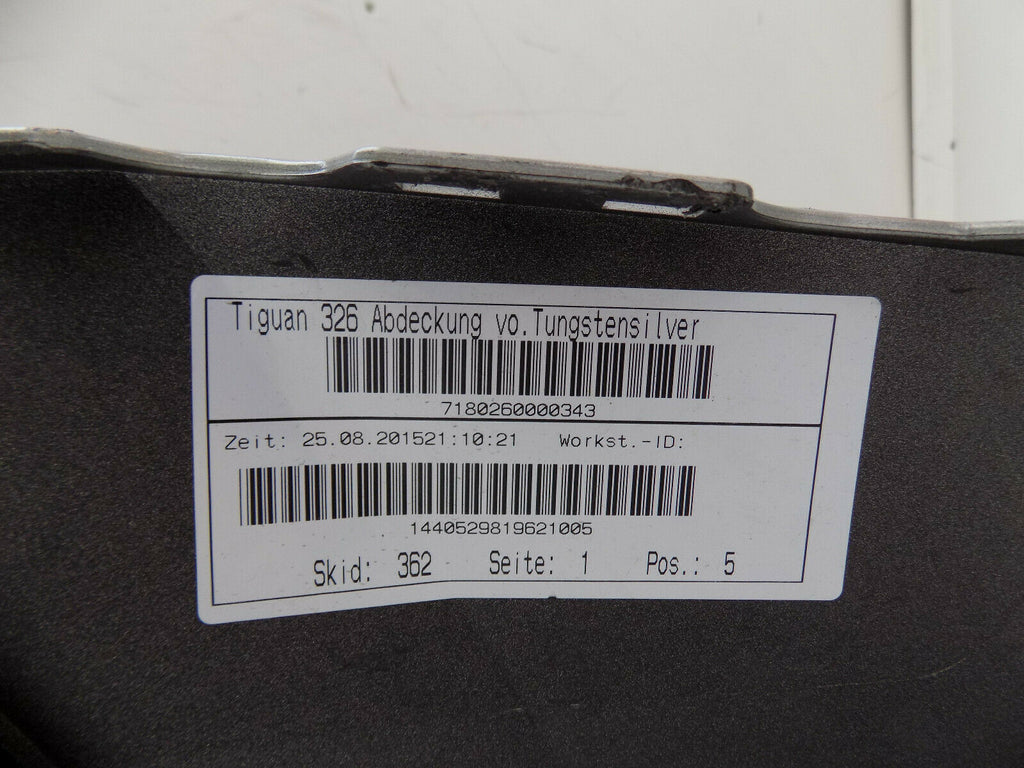 Tiguan 326 Abdeckung vo.Tungstensilver
7180260000343
Zeit: 25.08.201521:10:21 Workst.-ID:
1440529819621005
Skid: 362 Seite: 1 Pos.: 5